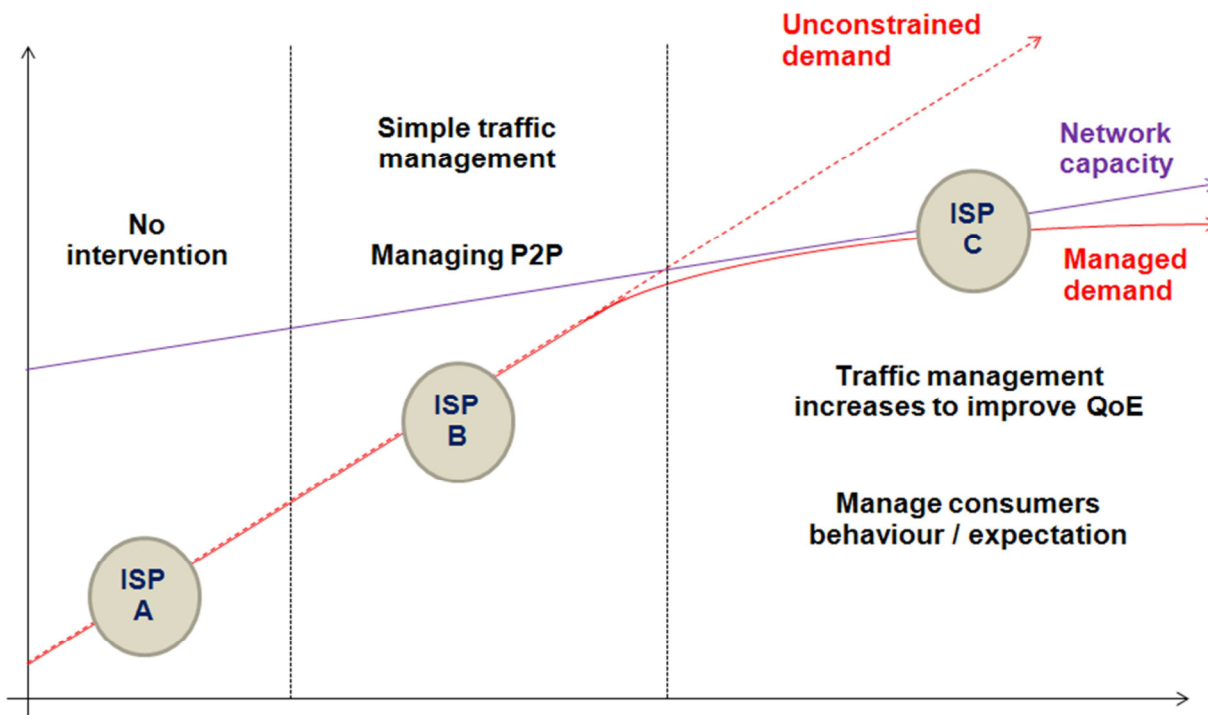 Unconstrained
demand
Simple traffic
management
Network
capacity
ISP
C
No
intervention
Managing P2P
Managed
demand
Traffic management
increases to improve QoE
ISP
B
Manage consumers
behaviour / expectation
ISP
A